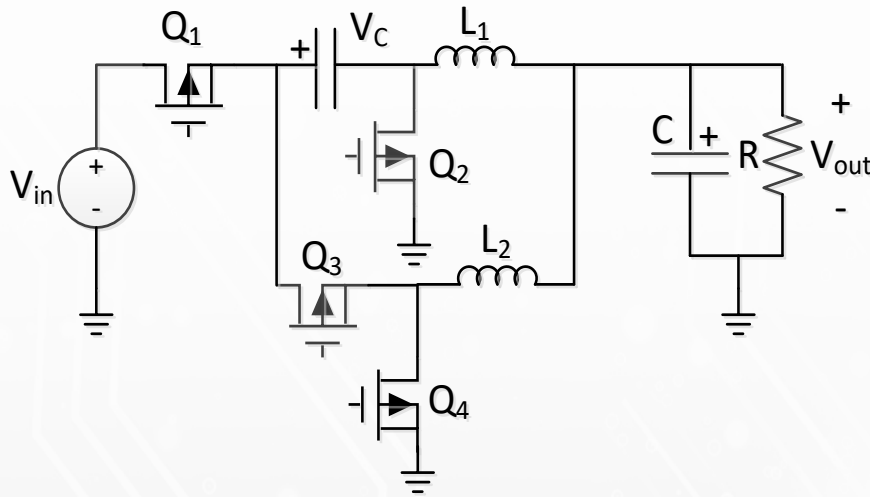 Q1
+
VC
L1
Vin
+
-
Q2
C
+
R
+
Vout
-
Q3
L2
Q4